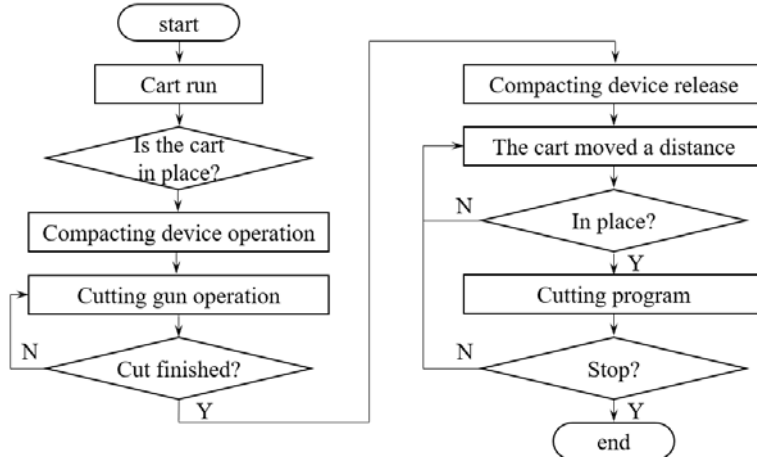 start
Cart run
Is the cart
in place?
Compacting device operation
Cutting gun operation
N
Cut finished?
Y
Compacting device release
The cart moved a distance
N
In place?
Y
Cutting program
N
Stop?
Y
end